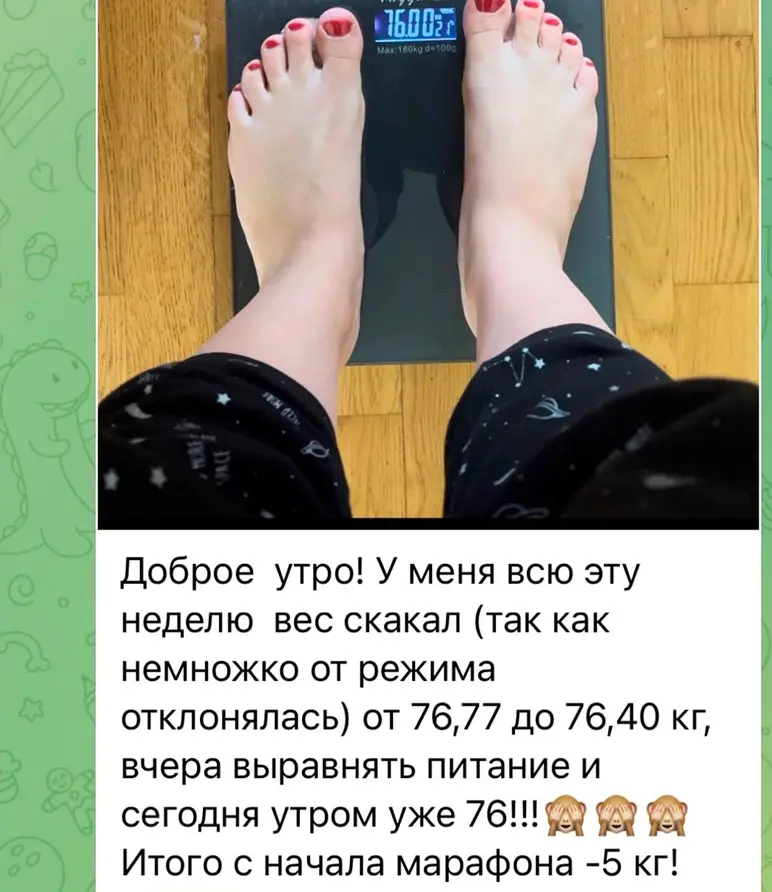 76.00
Max:180kg d=100g
Доброе утро! У меня всю эту
неделю вес скакал (так как
немножко от режима
отклонялась) от 76,77 до 76,40 кг,
вчера выравнять питание и
сегодня утром уже 76!!!🙈🙈🙈
Итого с начала марафона -5 кг!